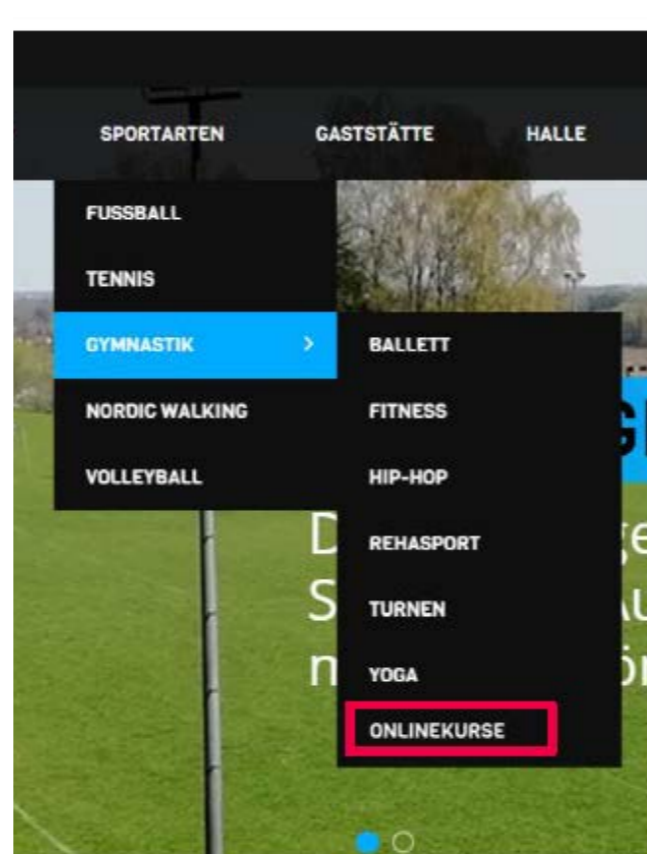 SPORTARTEN GASTSTÄTTE HALLE
FUSSBALL
TENNIS
GYMNASTIK
NORDIC WALKING
VOLLEYBALL
BALLETT
FITNESS
HIP-HOP
REHASPORT
TURNEN
YOGA
ONLINEKURSE